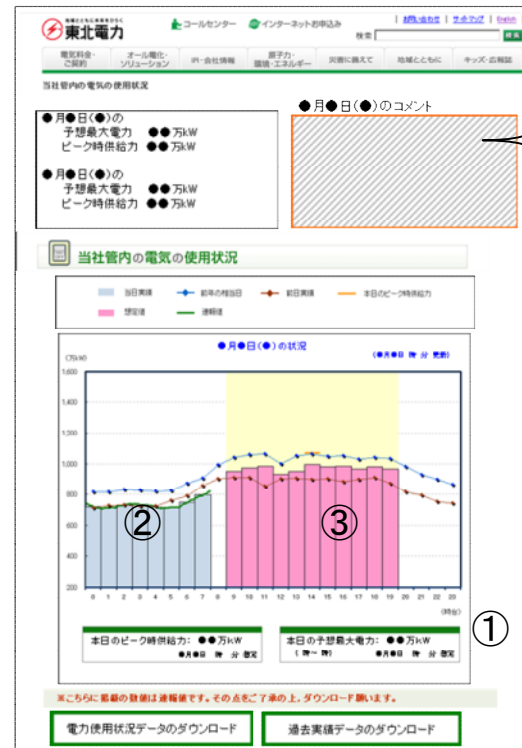 地域とともに未来をひらく
東北電力
コールセンター
インターネットお申込み
お問い合わせ | サイトマップ | English
検索
検索
電気料金・
ご契約
オール電化・
ソリューション
IR・会社情報
原子力・
環境・エネルギー
災害に備えて
地域とともに
キッズ・広報誌
当社管内の電気の使用状況
●月●日(●)の
予想最大電力 ●●万kW
ピーク時供給力 ●●万kW
●月●日(●)の
予想最大電力 ●●万kW
ピーク時供給力 ●●万kW
●月●日(●)のコメント
当社管内の電気の使用状況
当日実績
前年の相当日
前日実績
本日のピーク時供給力
想定値
速報値
●月●日(●)の状況
(●月●日 時 分 更新)
(万kW)
1,600
1,400
1,200
1,000
800
600
400
200
② ③
0 1 2 3 4 5 6 7 8 9 10 11 12 13 14 15 16 17 18 19 20 21 22 23
(時台)
①
本日のピーク時供給力: ●●万kW
●月●日 時 分 想定
本日の予想最大電力: ●●万kW
( 時～ 時) ●月●日 時 分 想定
※こちらに掲載の数値は速報値です。その点をご了承の上、ダウンロード願います。
電力使用状況データのダウンロード
過去実績データのダウンロード